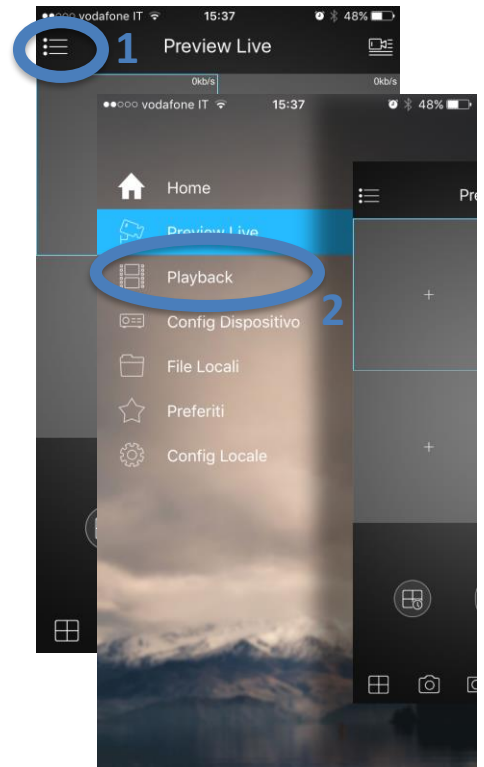 vodafone IT 15:37 48%
1 Preview Live
0kb/s 0kb/s
vodafone IT 15:37 48%
Home
Pre
Preview Live
Playback
2
Config Dispositivo
File Locali
Preferiti
Config Locale